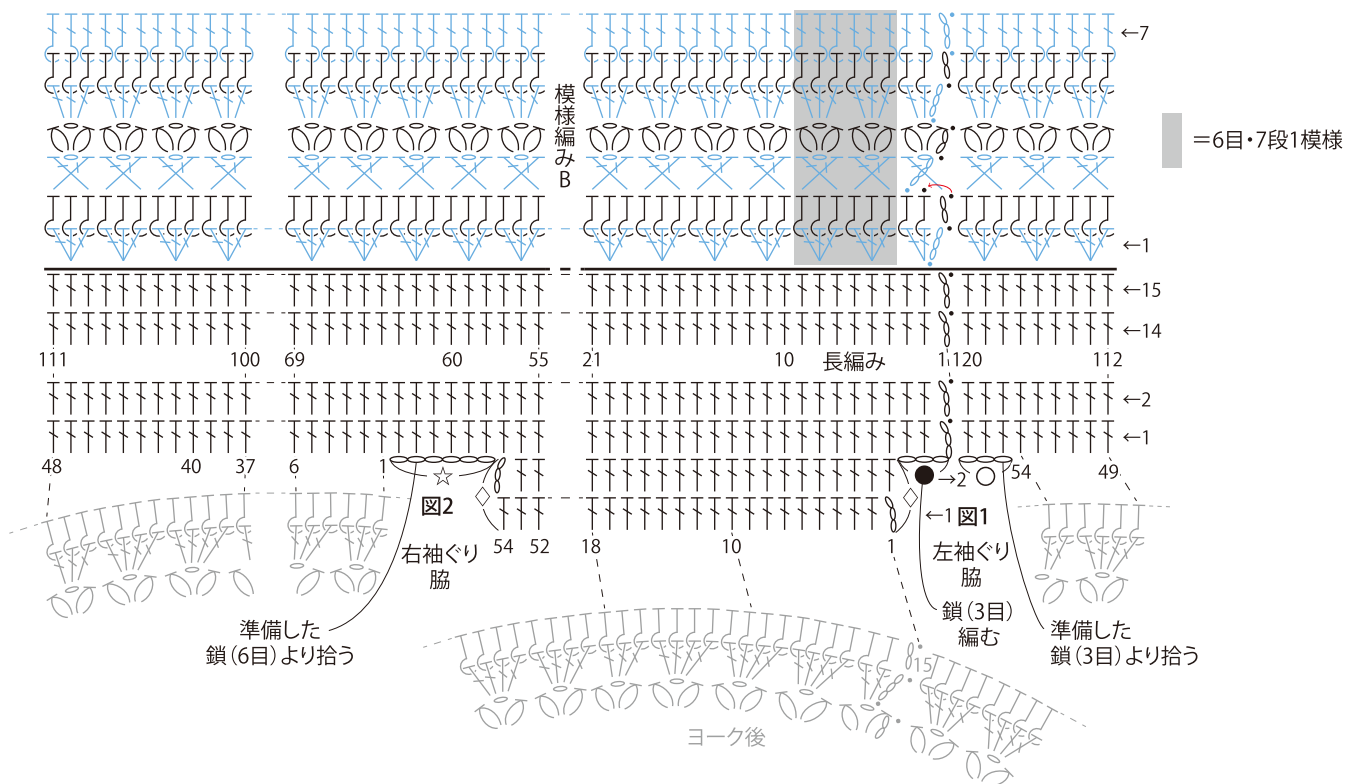 ←7
模様編みB
＝6目・7段1模様
←1
←15
←14
111 100 69 60 55 21 10 長編み 1 120 112
←2
←1
48 40 37 6 1 54 49
☆ ●→2 ○
◇ ◇
図2 ←1 図1
54 52 18 10 1
右袖ぐり
脇
左袖ぐり
脇
鎖(3目)
編む
準備した
鎖(6目)より拾う
準備した
鎖(3目)より拾う
15
ヨーク後